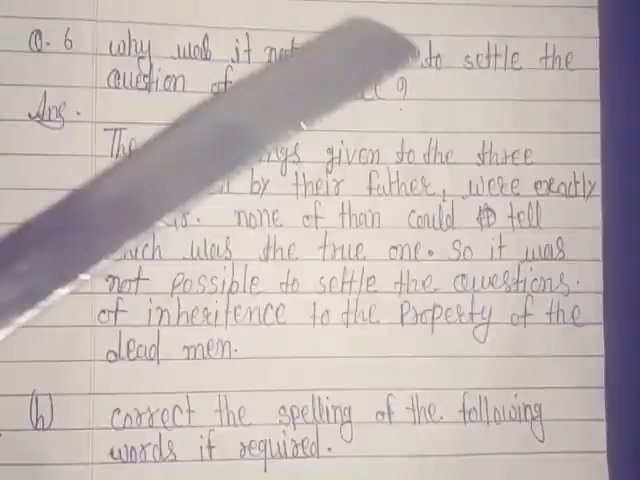 Q. 6 why was it not to settle the
question of ?
Ans.
The given to the three
by their father, were exactly
none of than could to tell
which was the true one. So it was
not possible to settle the questions.
of inheritence to the Property of the
dead men.
(h) correct the spelling of the following
words if required.